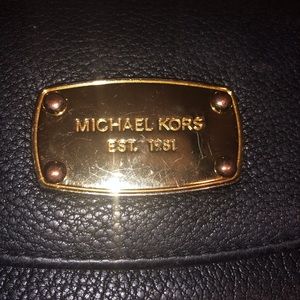 MICHAEL KORS
EST. 1981